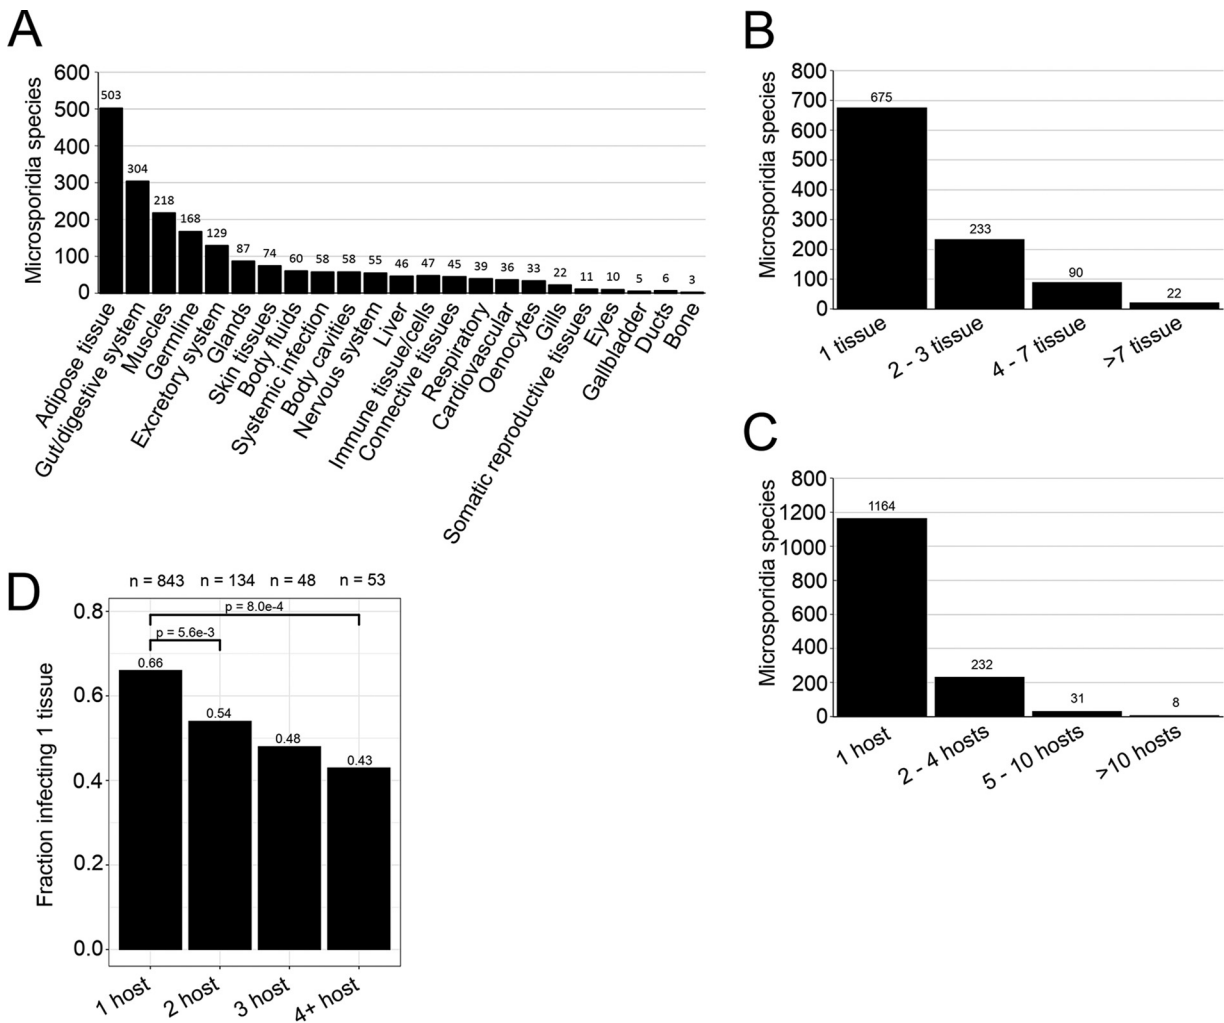 A
Microsporidia species
600
500
400
300
200
100
0
503
304
218
168
129
87
74
60
58
58
55
46
47
45
39
36
33
22
11
10
5
6
3
Adipose tissue
Gut/digestive system
Muscles
Germline
Excretory system
Glands
Skin tissues
Body fluids
Systemic infection
Body cavities
Nervous system
Liver
Immune tissue/cells
Connective tissues
Respiratory
Cardiovascular
Oenocytes
Gills
Somatic reproductive tissues
Eyes
Gallbladder
Ducts
Bone
B
Microsporidia species
800
700
600
500
400
300
200
100
0
675
233
90
22
1 tissue
2 - 3 tissue
4 - 7 tissue
>7 tissue
C
Microsporidia species
800
1200
1000
800
600
400
200
0
1164
232
31
8
1 host
2 - 4 hosts
5 - 10 hosts
>10 hosts
D
n = 843 n = 134 n = 48 n = 53
Fraction infecting 1 tissue
0.8
0.6
0.4
0.2
0.0
p = 8.0e-4
p = 5.6e-3
0.66
0.54
0.48
0.43
1 host
2 host
3 host
4+ host